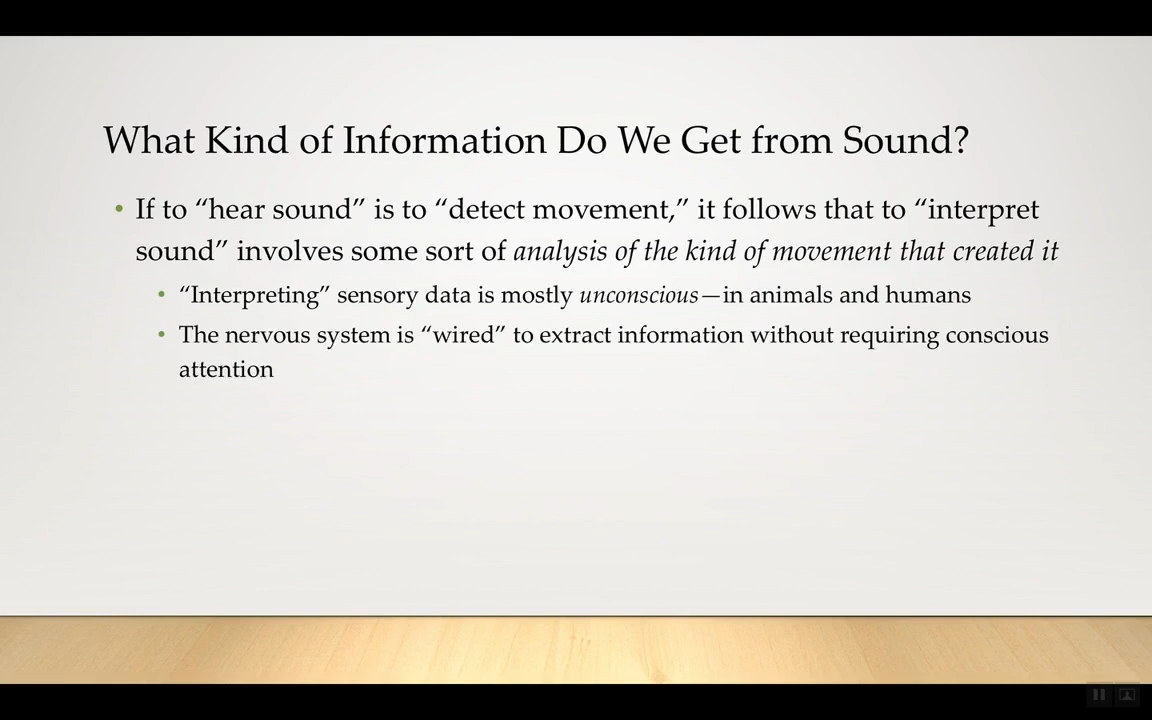 What Kind of Information Do We Get from Sound?
• If to “hear sound” is to “detect movement,” it follows that to “interpret
sound” involves some sort of analysis of the kind of movement that created it
• “Interpreting” sensory data is mostly unconscious—in animals and humans
• The nervous system is “wired” to extract information without requiring conscious
attention